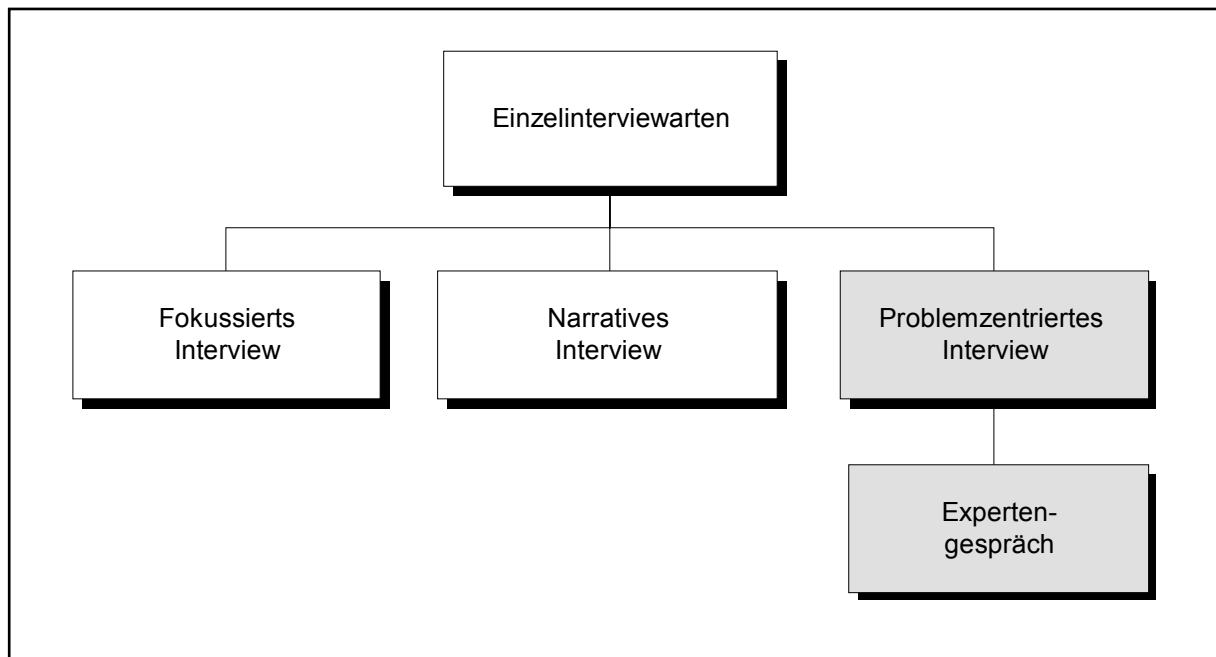 Einzelinterviewarten
Fokussierts
Interview
Narratives
Interview
Problemzentriertes
Interview
Experten-
gespräch